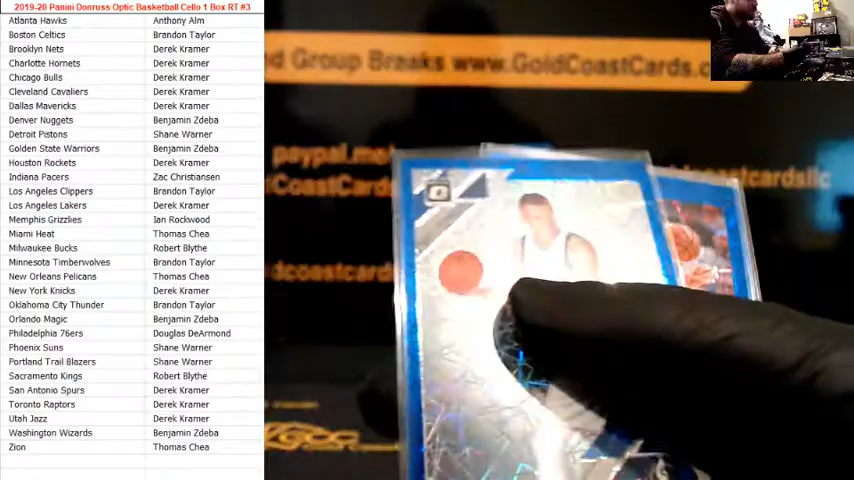 2019-20 Panini Donruss Optic Basketball Cello 1 Box RT #3
Atlanta Hawks Anthony Alm
Boston Celtics Brandon Taylor
Brooklyn Nets Derek Kramer
Charlotte Hornets Derek Kramer
Chicago Bulls Derek Kramer
Cleveland Cavaliers Derek Kramer
Dallas Mavericks Derek Kramer
Denver Nuggets Benjamin Zdeba
Detroit Pistons Shane Warner
Golden State Warriors Benjamin Zdeba
Houston Rockets Derek Kramer
Indiana Pacers Zac Christiansen
Los Angeles Clippers Brandon Taylor
Los Angeles Lakers Derek Kramer
Memphis Grizzlies Ian Rockwood
Miami Heat Thomas Chea
Milwaukee Bucks Robert Blythe
Minnesota Timberwolves Brandon Taylor
New Orleans Pelicans Thomas Chea
New York Knicks Derek Kramer
Oklahoma City Thunder Brandon Taylor
Orlando Magic Benjamin Zdeba
Philadelphia 76ers Douglas DeArmond
Phoenix Suns Shane Warner
Portland Trail Blazers Shane Warner
Sacramento Kings Robert Blythe
San Antonio Spurs Derek Kramer
Toronto Raptors Derek Kramer
Utah Jazz Derek Kramer
Washington Wizards Benjamin Zdeba
Zion Thomas Chea
d Group Breaks www.GoldCoastCards.c
paypal.me
oastcardsllc
CoastCards
dcoastcards